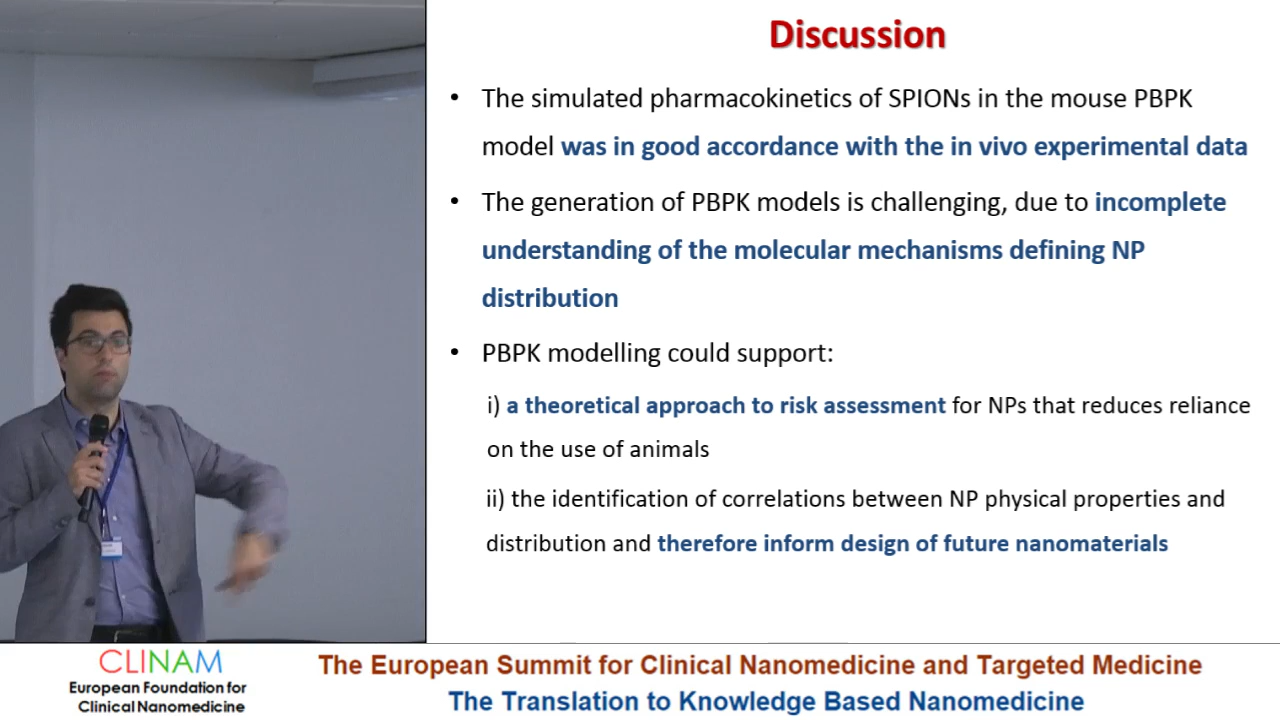 Discussion
• The simulated pharmacokinetics of SPIONs in the mouse PBPK
model was in good accordance with the in vivo experimental data
• The generation of PBPK models is challenging, due to incomplete
understanding of the molecular mechanisms defining NP
distribution
• PBPK modelling could support:
i) a theoretical approach to risk assessment for NPs that reduces reliance
on the use of animals
ii) the identification of correlations between NP physical properties and
distribution and therefore inform design of future nanomaterials
CLINAM
European Foundation for
Clinical Nanomedicine
The European Summit for Clinical Nanomedicine and Targeted Medicine
The Translation to Knowledge Based Nanomedicine